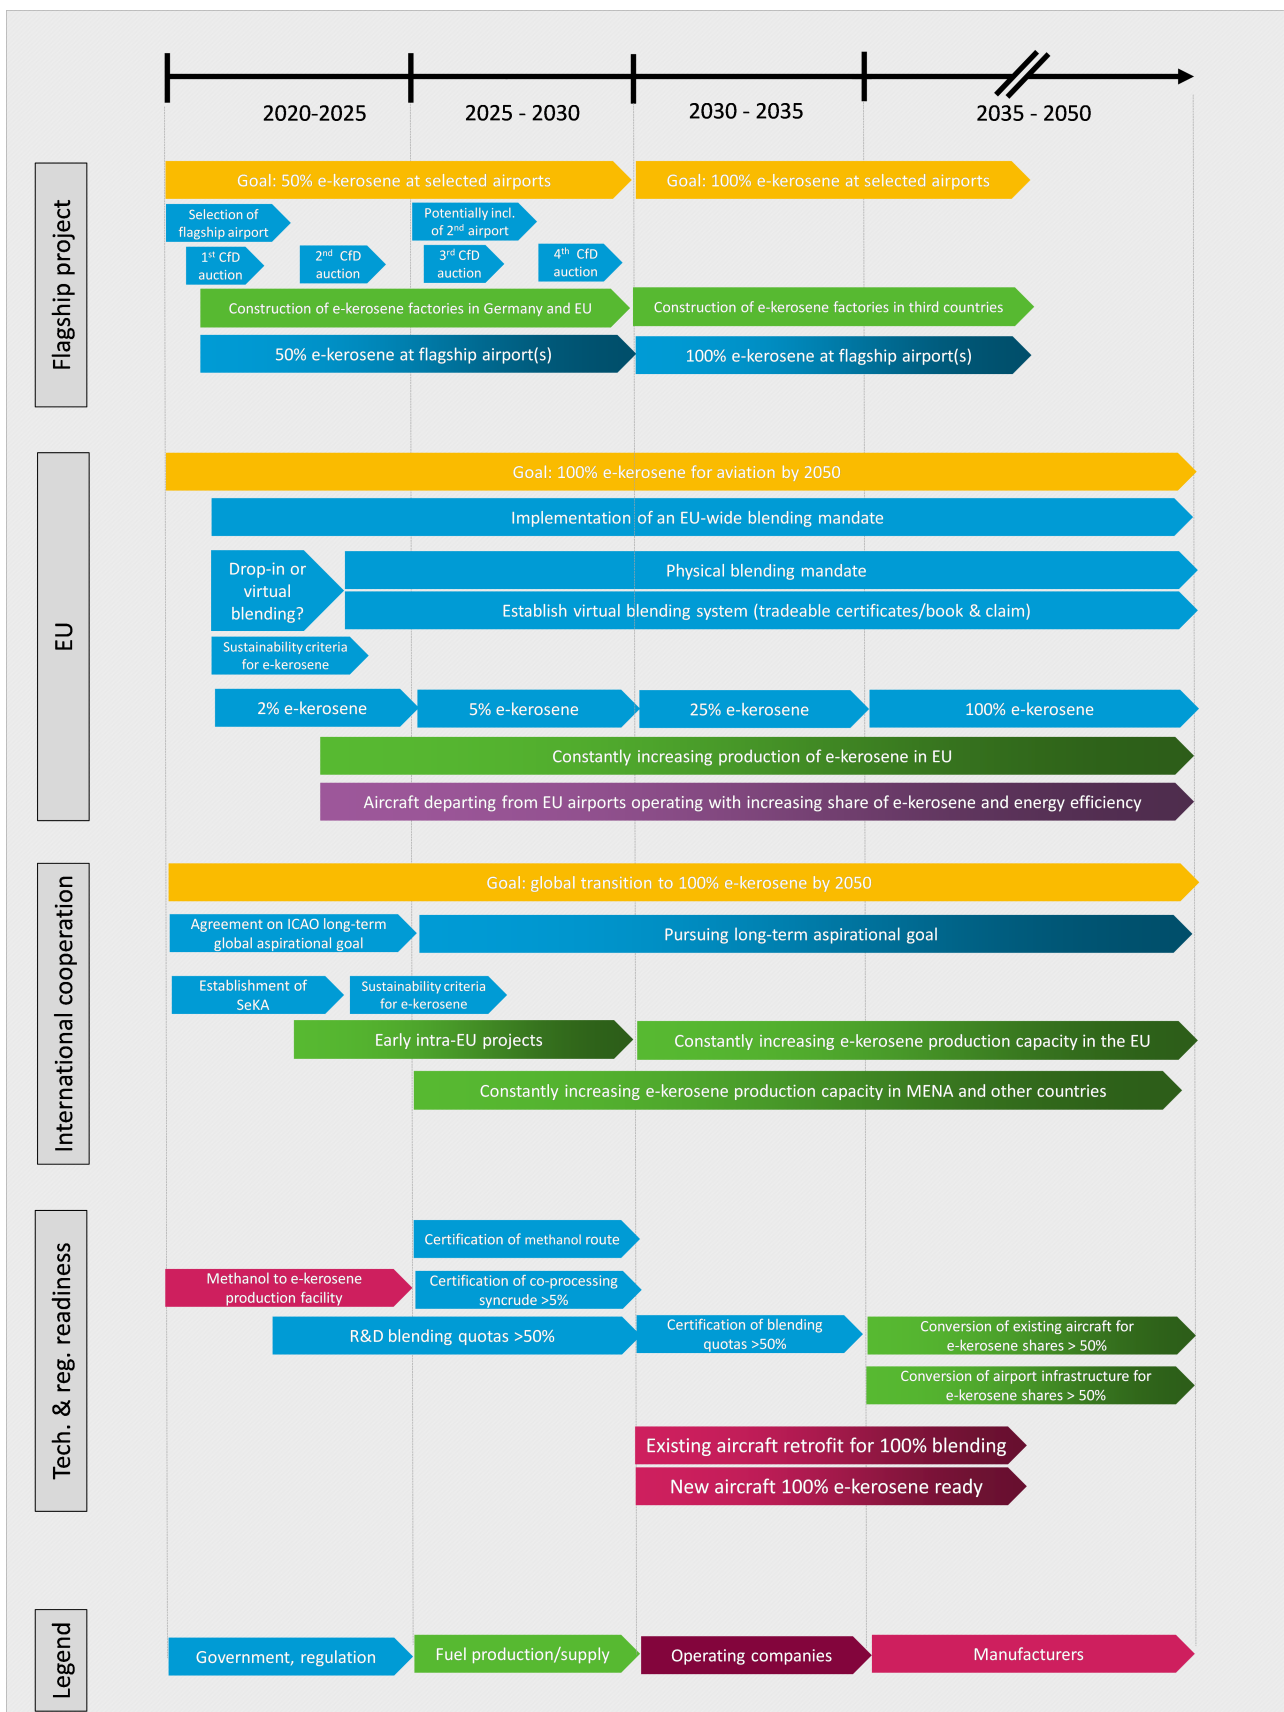 2020-2025
2025 - 2030
2030 - 2035
2035 - 2050
Flagship project
Goal: 50% e-kerosene at selected airports
Goal: 100% e-kerosene at selected airports
Selection of
flagship airport
Potentially incl.
of 2nd airport
1st CfD
auction
2nd CfD
auction
3rd CfD
auction
4th CfD
auction
Construction of e-kerosene factories in Germany and EU
Construction of e-kerosene factories in third countries
50% e-kerosene at flagship airport(s)
100% e-kerosene at flagship airport(s)
EU
Goal: 100% e-kerosene for aviation by 2050
Implementation of an EU-wide blending mandate
Drop-in or
virtual
blending?
Physical blending mandate
Establish virtual blending system (tradeable certificates/book & claim)
Sustainability criteria
for e-kerosene
2% e-kerosene
5% e-kerosene
25% e-kerosene
100% e-kerosene
Constantly increasing production of e-kerosene in EU
Aircraft departing from EU airports operating with increasing share of e-kerosene and energy efficiency
International cooperation
Goal: global transition to 100% e-kerosene by 2050
Agreement on ICAO long-term
global aspirational goal
Pursuing long-term aspirational goal
Establishment of
SeKA
Sustainability criteria
for e-kerosene
Early intra-EU projects
Constantly increasing e-kerosene production capacity in the EU
Constantly increasing e-kerosene production capacity in MENA and other countries
Tech. & reg. readiness
Certification of methanol route
Methanol to e-kerosene
production facility
Certification of co-processing
syncrude >5%
R&D blending quotas >50%
Certification of blending
quotas >50%
Conversion of existing aircraft for
e-kerosene shares > 50%
Conversion of airport infrastructure for
e-kerosene shares > 50%
Existing aircraft retrofit for 100% blending
New aircraft 100% e-kerosene ready
Legend
Government, regulation
Fuel production/supply
Operating companies
Manufacturers